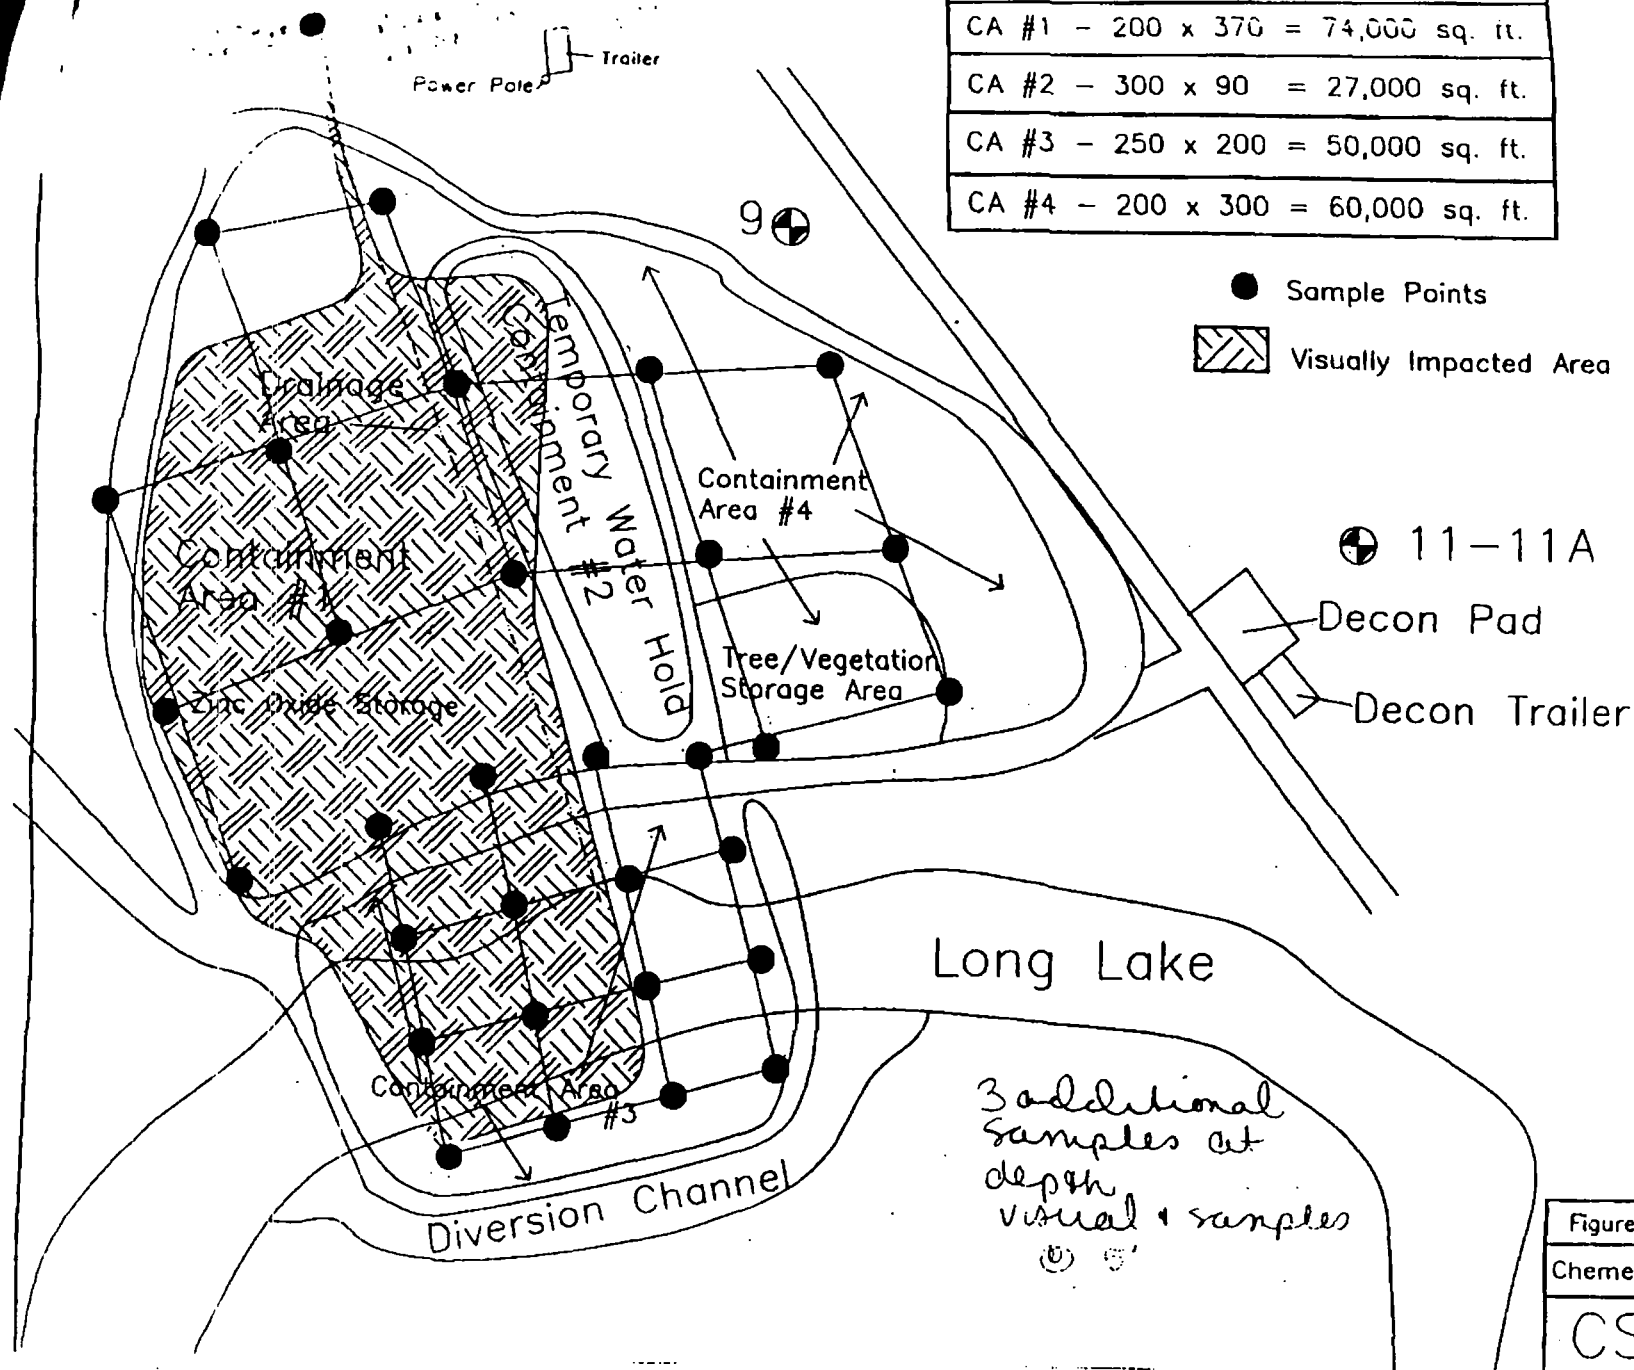 CA #1 - 200 x 370 = 74,000 sq. ft.
CA #2 - 300 x 90 = 27,000 sq. ft.
CA #3 - 250 x 200 = 50,000 sq. ft.
CA #4 - 200 x 300 = 60,000 sq. ft.
Trailer
Power Pole
9
Sample Points
Visually Impacted Area
Drainage
Area
Temporary Water Hold
Containment #2
Containment
Area #4
Containment
Area #1
11-11A
Decon Pad
Tree/Vegetation
Storage Area
Zinc Oxide Storage
Decon Trailer
Long Lake
Containment Area
#3
Diversion Channel
3 additional
samples at
depth
visual & samples
Figure
Cheme
CS